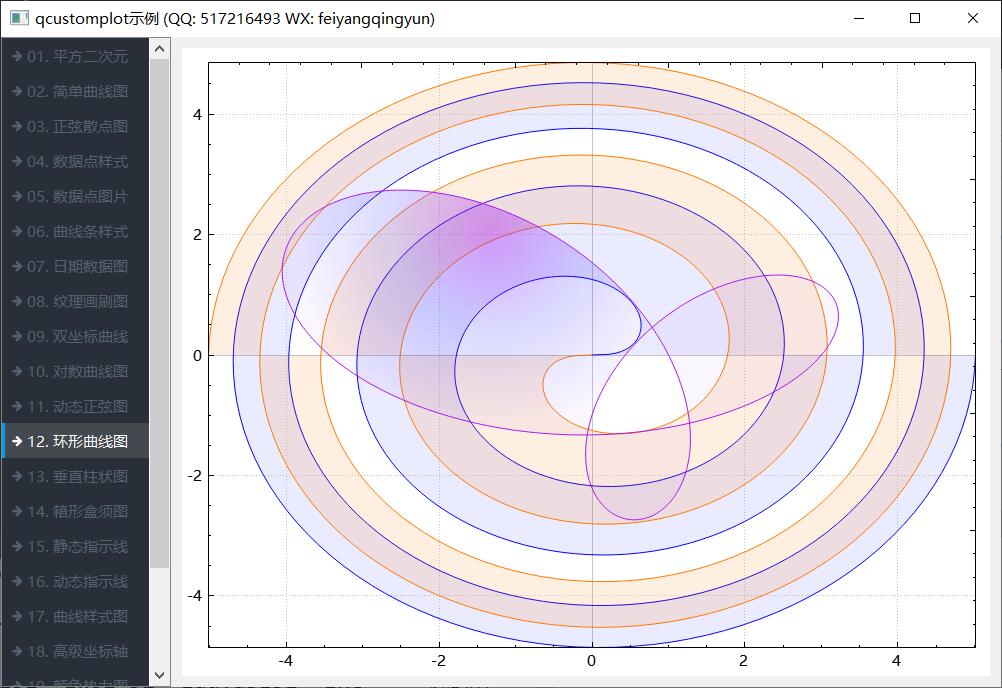 qcustomplot示例 (QQ: 517216493 WX: feiyangqingyun)
01. 平方二次元
02. 简单曲线图
03. 正弦散点图
04. 数据点样式
05. 数据点图片
06. 曲线条样式
07. 日期数据图
08. 纹理画刷图
09. 双坐标曲线
10. 对数曲线图
11. 动态正弦图
12. 环形曲线图
13. 垂直柱状图
14. 箱形盒须图
15. 静态指示线
16. 动态指示线
17. 曲线样式图
18. 高级坐标轴
4
2
0
-2
-4
-4
-2
0
2
4